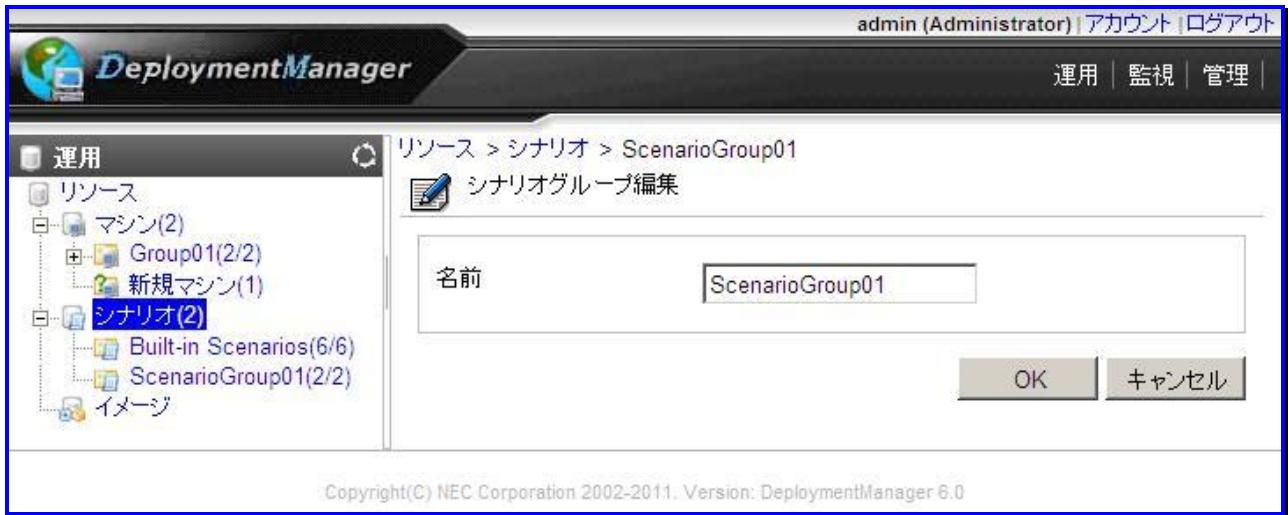 admin (Administrator) | アカウント | ログアウト
DeploymentManager
運用 | 監視 | 管理 |
運用
リソース
マシン(2)
Group01(2/2)
新規マシン(1)
シナリオ(2)
Built-in Scenarios(6/6)
ScenarioGroup01(2/2)
イメージ
リソース > シナリオ > ScenarioGroup01
シナリオグループ編集
名前 ScenarioGroup01
OK キャンセル
Copyright(C) NEC Corporation 2002-2011. Version: DeploymentManager 6.0